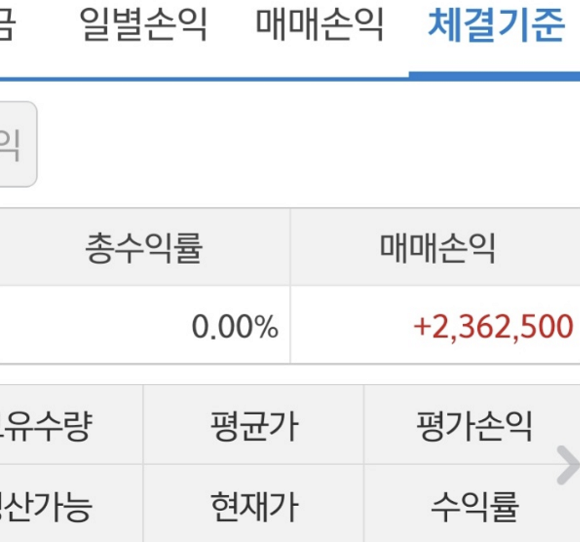 일별손익 매매손익 체결기준
익
총수익률 매매손익
0.00% +2,362,500
유수량 평균가 평가손익
산가능 현재가 수익률